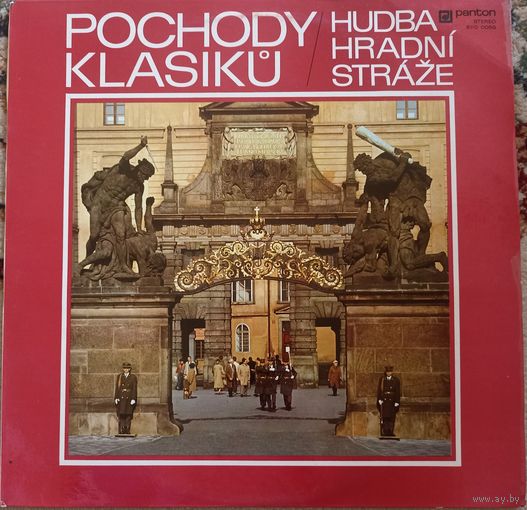 POCHODY
KLASIKŮ
HUDBA
HRADNÍ
STRÁŽE
panton
STEREO
www.ay.by